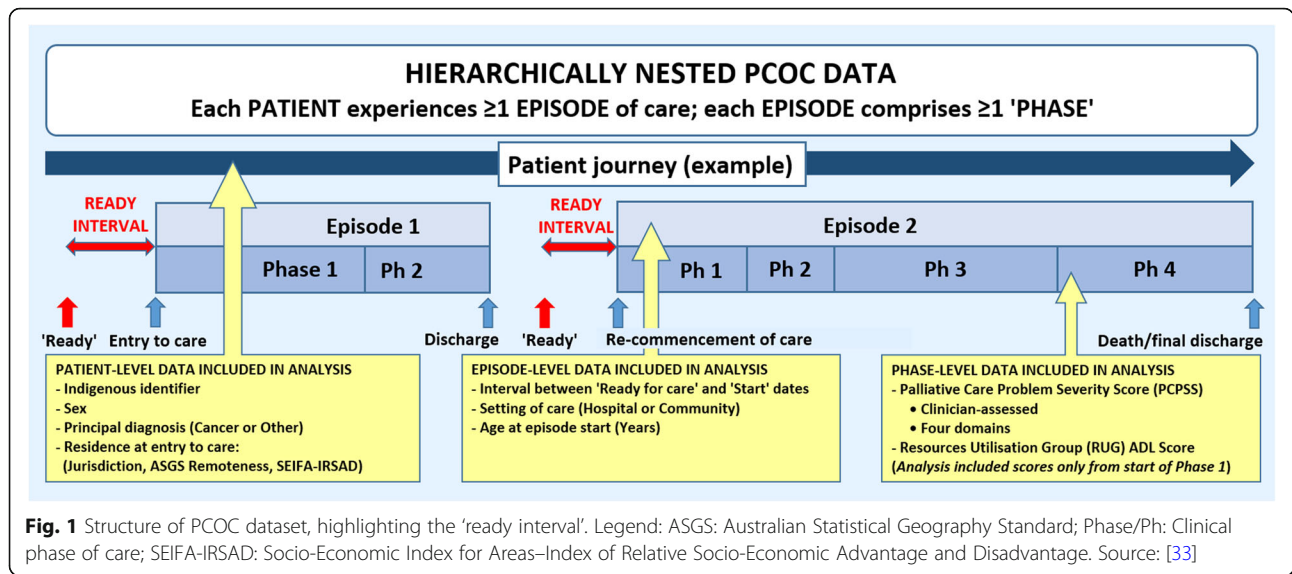 HIERARCHICALLY NESTED PCOC DATA
Each PATIENT experiences ≥1 EPISODE of care; each EPISODE comprises ≥1 'PHASE'
Patient journey (example)
READY
INTERVAL
Episode 1
Phase 1
Ph 2
READY
INTERVAL
Episode 2
Ph 1
Ph 2
Ph 3
Ph 4
'Ready'
Entry to care
Discharge
'Ready'
Re-commencement of care
Death/final discharge
PATIENT-LEVEL DATA INCLUDED IN ANALYSIS
- Indigenous identifier
- Sex
- Principal diagnosis (Cancer or Other)
- Residence at entry to care:
(Jurisdiction, ASGS Remoteness, SEIFA-IRSAD)
EPISODE-LEVEL DATA INCLUDED IN ANALYSIS
- Interval between 'Ready for care' and 'Start' dates
- Setting of care (Hospital or Community)
- Age at episode start (Years)
PHASE-LEVEL DATA INCLUDED IN ANALYSIS
- Palliative Care Problem Severity Score (PCPSS)
• Clinician-assessed
• Four domains
- Resources Utilisation Group (RUG) ADL Score
(Analysis included scores only from start of Phase 1)
Fig. 1 Structure of PCOC dataset, highlighting the ‘ready interval’. Legend: ASGS: Australian Statistical Geography Standard; Phase/Ph: Clinical
phase of care; SEIFA-IRSAD: Socio-Economic Index for Areas–Index of Relative Socio-Economic Advantage and Disadvantage. Source: [33]